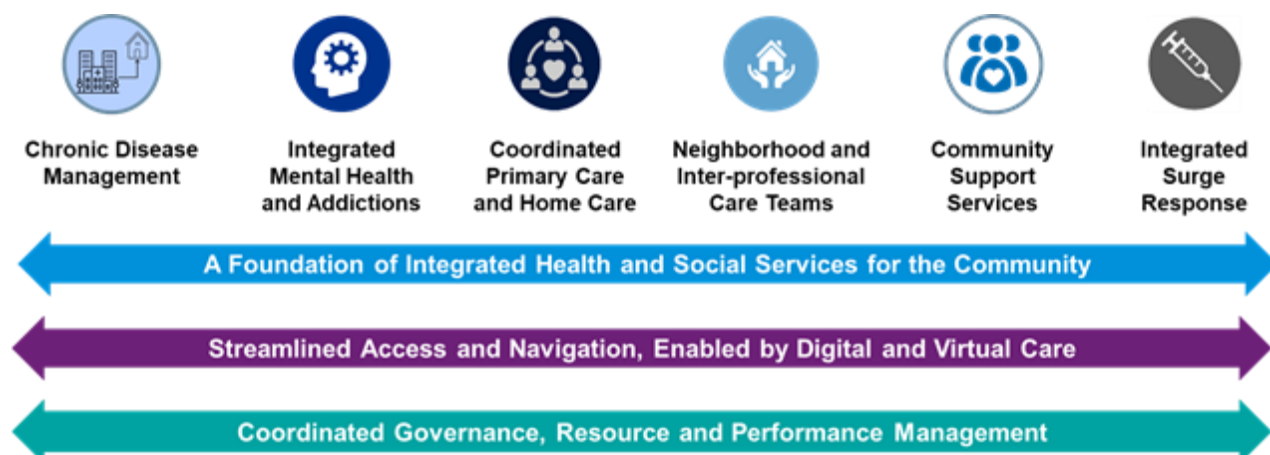 Chronic Disease
Management
Integrated
Mental Health
and Addictions
Coordinated
Primary Care
and Home Care
Neighborhood and
Inter-professional
Care Teams
Community
Support
Services
Integrated
Surge
Response
A Foundation of Integrated Health and Social Services for the Community
Streamlined Access and Navigation, Enabled by Digital and Virtual Care
Coordinated Governance, Resource and Performance Management